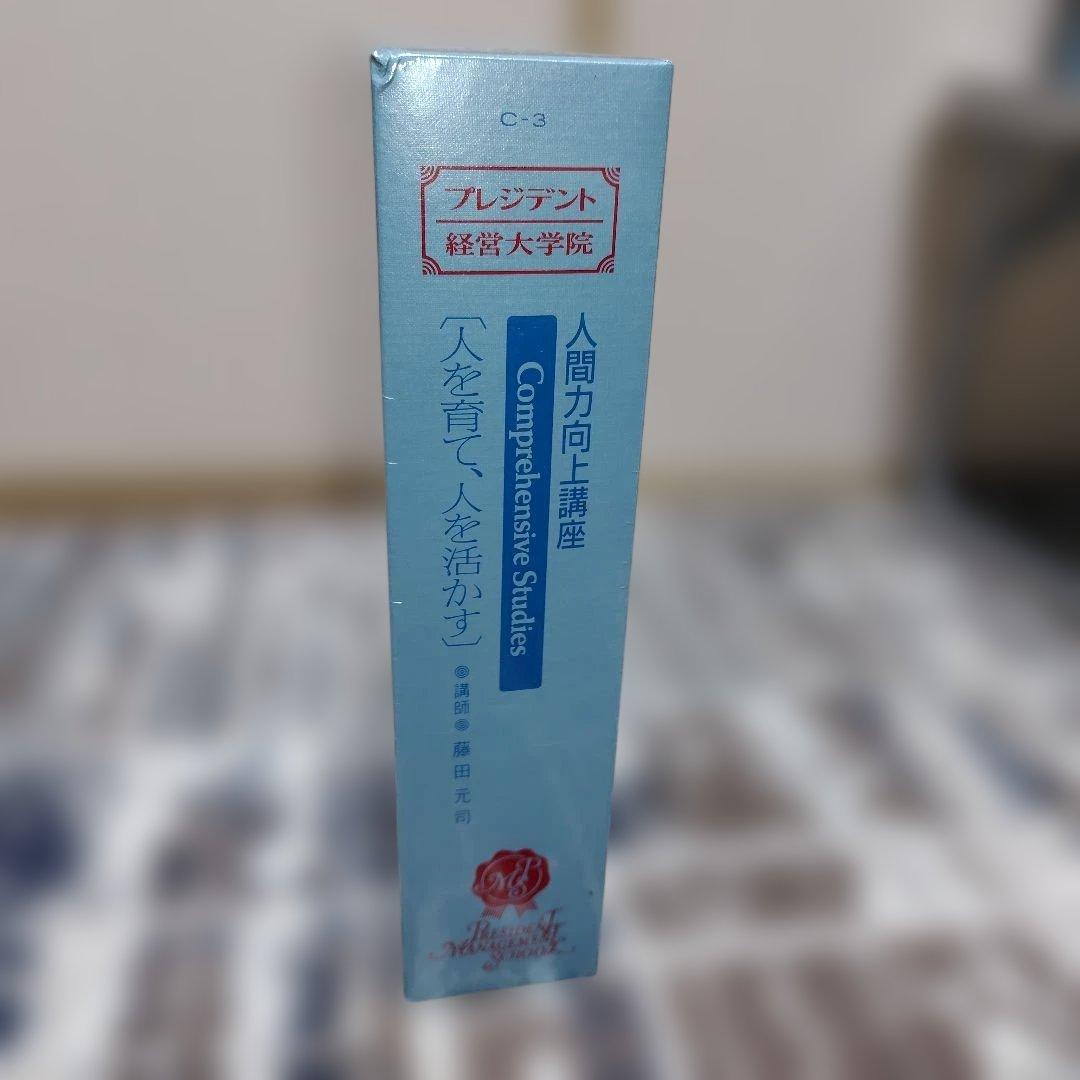 C-3
プレジデント
経営大学院
人間力向上講座
Comprehensive Studies
〔人を育て、人を活かす〕
◎講師◎ 藤田元司
MPS
PRESIDENT
MANAGEMENT
SCHOOL